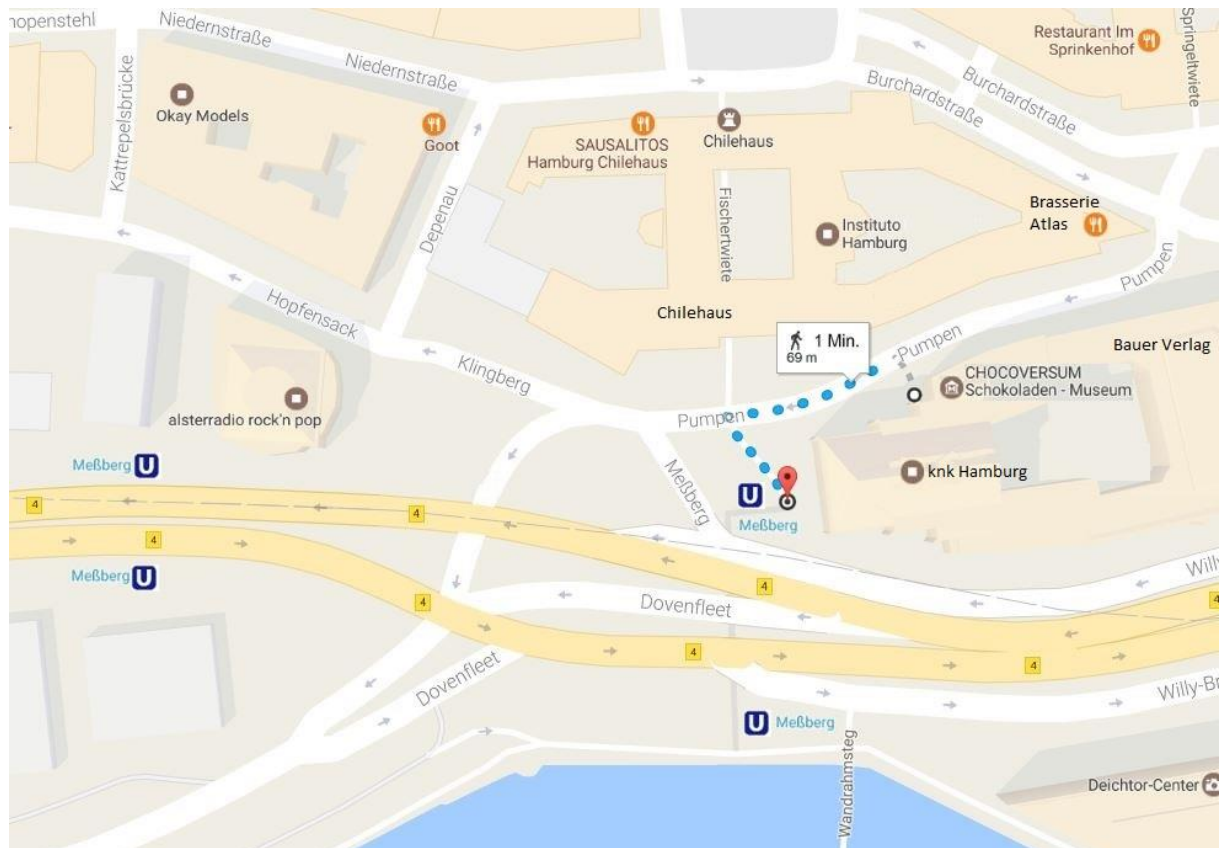 hopenstehl
Niedernstraße
Niedernstraße
Restaurant Im
Sprinkenhof
Springeltwiete
Burchardstraße
Burchardstraße
Kattrepelsbrücke
Okay Models
Goot
SAUSALITOS
Hamburg Chilehaus
Chilehaus
Depenau
Fischertwiete
Instituto
Hamburg
Brasserie
Atlas
Pumpen
Hopfensack
Chilehaus
Klingberg
1 Min.
69 m
Pumpen
Bauer Verlag
CHOCOVERSUM
Schokoladen - Museum
alsterradio rock'n pop
Pumpen
Meßberg
U
Meßberg
knk Hamburg
U
Meßberg
4
4
4
Meßberg
U
4
4
Dovenfleet
Willy
4
4
4
Dovenfleet
Willy-Br
U
Meßberg
Wandrahmsteg
Deichtor-Center